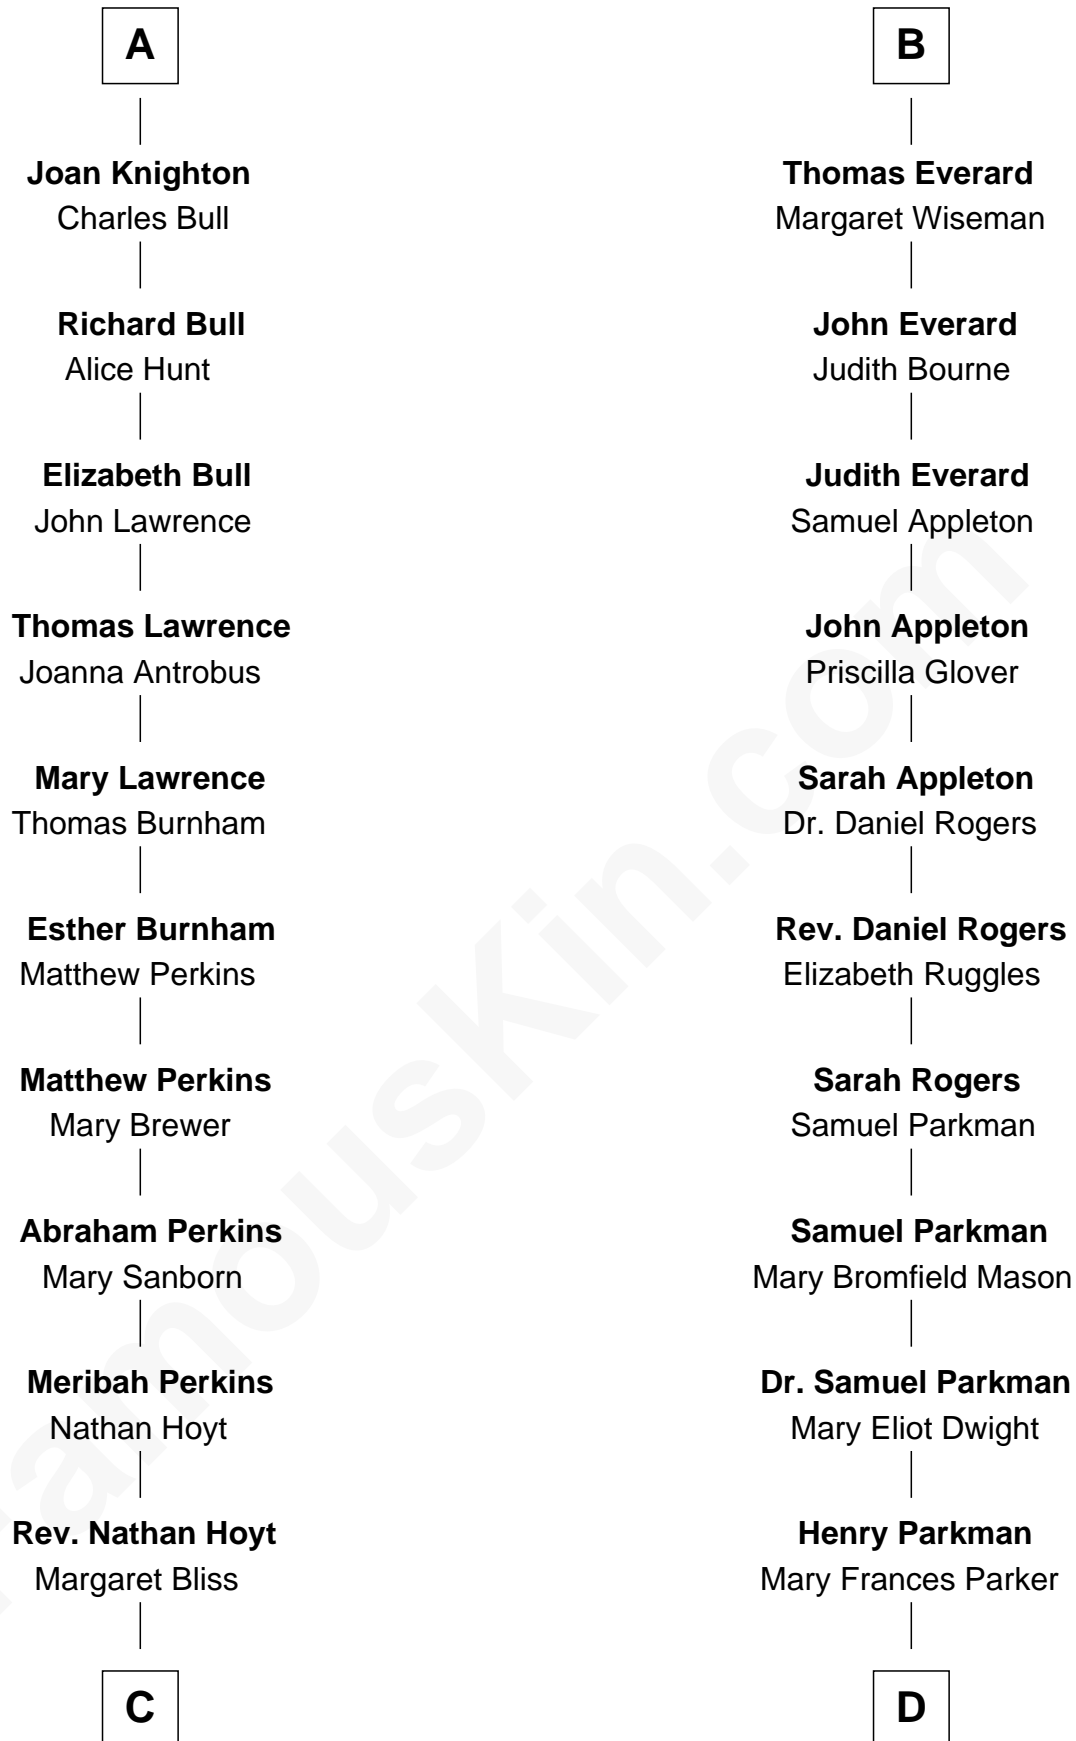 A
Joan Knighton
Charles Bull
Richard Bull
Alice Hunt
Elizabeth Bull
John Lawrence
Thomas Lawrence
Joanna Antrobus
Mary Lawrence
Thomas Burnham
Esther Burnham
Matthew Perkins
Matthew Perkins
Mary Brewer
Abraham Perkins
Mary Sanborn
Meribah Perkins
Nathan Hoyt
Rev. Nathan Hoyt
Margaret Bliss
C
B
Thomas Everard
Margaret Wiseman
John Everard
Judith Bourne
Judith Everard
Samuel Appleton
John Appleton
Priscilla Glover
Sarah Appleton
Dr. Daniel Rogers
Rev. Daniel Rogers
Elizabeth Ruggles
Sarah Rogers
Samuel Parkman
Samuel Parkman
Mary Bromfield Mason
Dr. Samuel Parkman
Mary Eliot Dwight
Henry Parkman
Mary Frances Parker
D
FamousKin.com